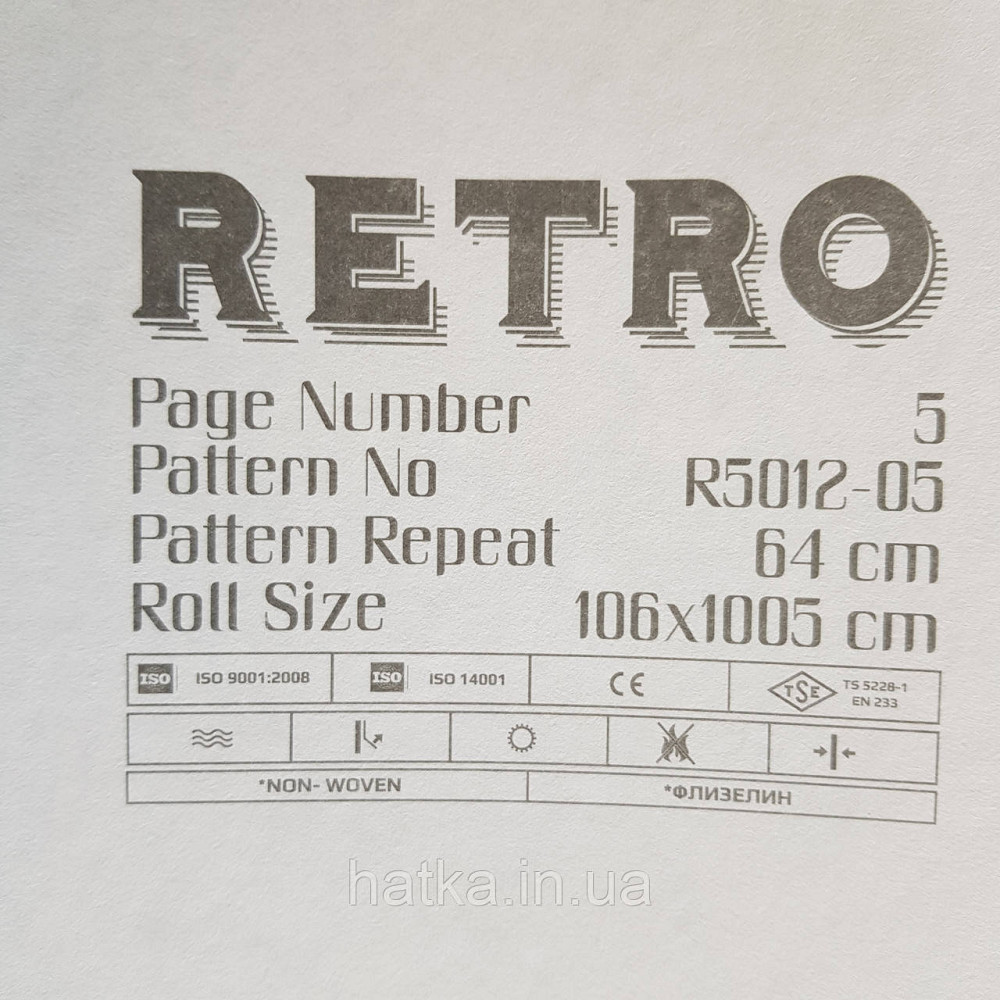 RETRO
Page Number 5
Pattern No R5012-05
Pattern Repeat 64 cm
Roll Size 106x1005 cm
ISO ISO 9001:2008 ISO ISO 14001 CE TSE TS 5228-1
EN 233
*NON- WOVEN *ФЛИЗЕЛИН
hatka.in.ua